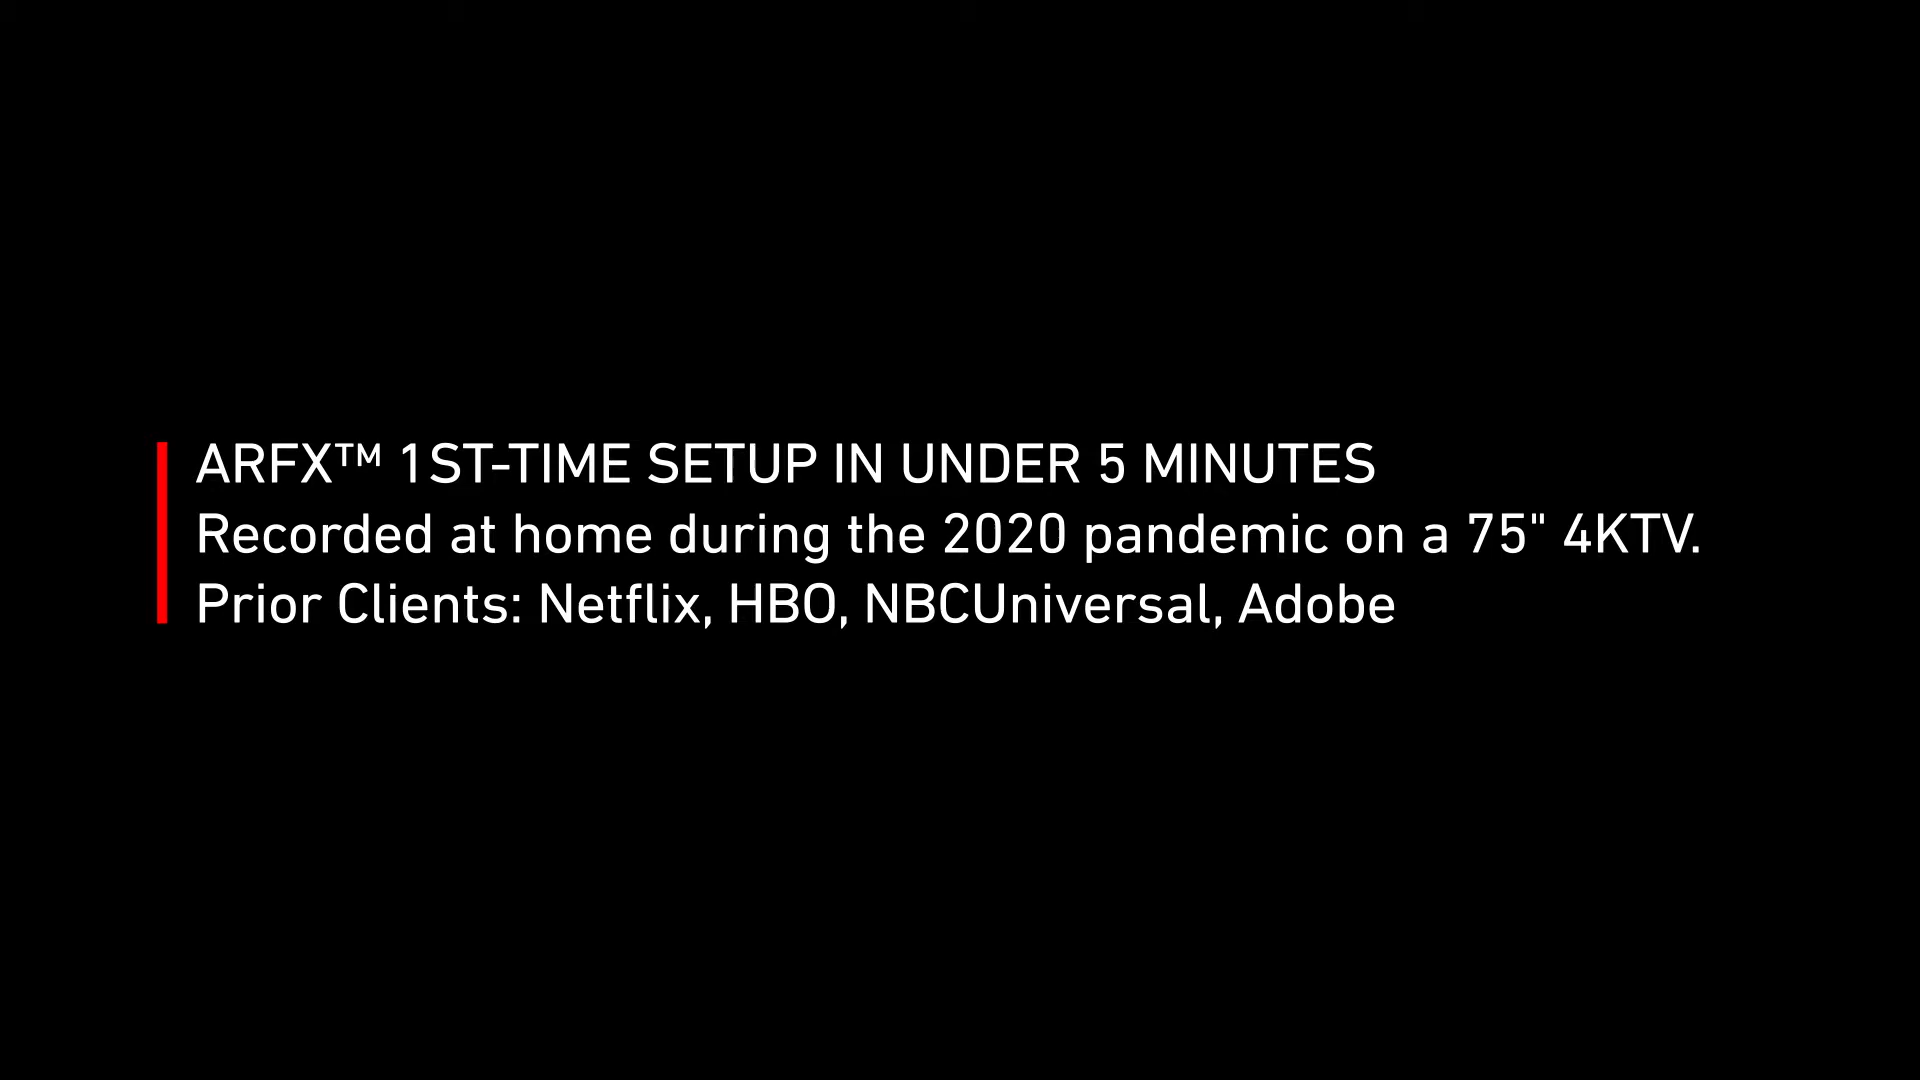 ARFX™ 1ST-TIME SETUP IN UNDER 5 MINUTES
Recorded at home during the 2020 pandemic on a 75" 4KTV.
Prior Clients: Netflix, HBO, NBCUniversal, Adobe